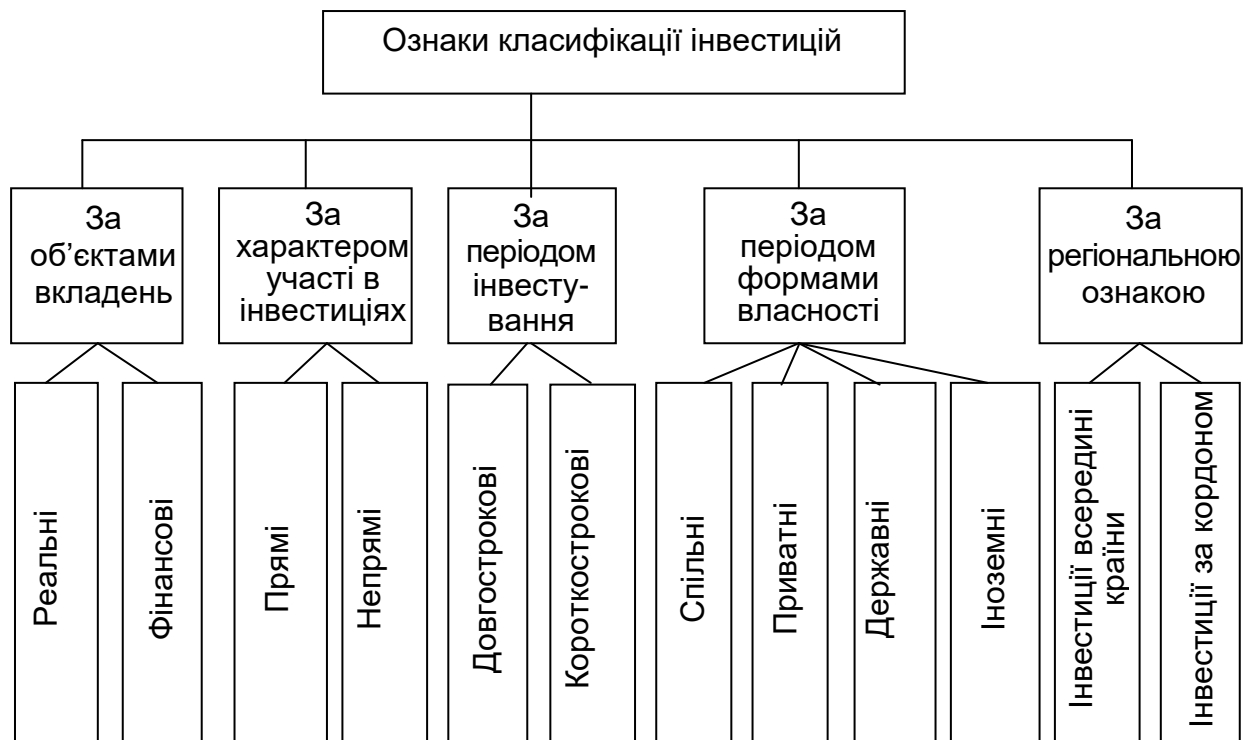 Ознаки класифікації інвестицій
За
об’єктами
вкладень
За
характером
участі в
інвестиціях
За
періодом
інвесту-
вання
За
періодом
формами
власності
За
регіональною
ознакою
Реальні
Фінансові
Прямі
Непрямі
Довгострокові
Короткострокові
Спільні
Приватні
Державні
Іноземні
Інвестиції всередині
країни
Інвестиції за кордоном